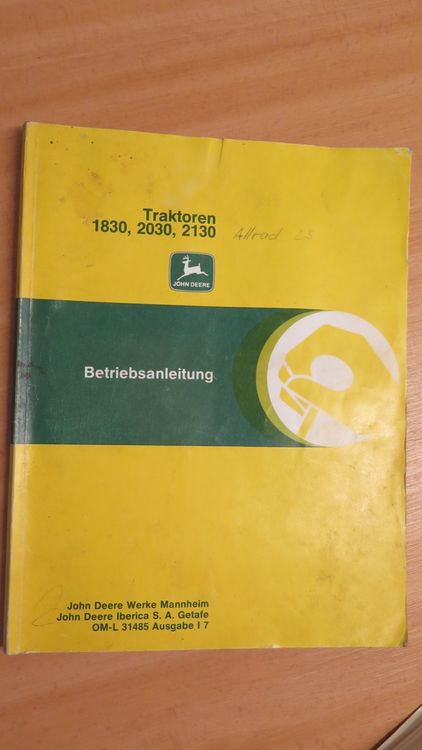 Traktoren
1830, 2030, 2130 Allrad LS
JOHN DEERE
Betriebsanleitung
John Deere Werke Mannheim
John Deere Iberica S. A. Getafe
OM-L 31485 Ausgabe I 7